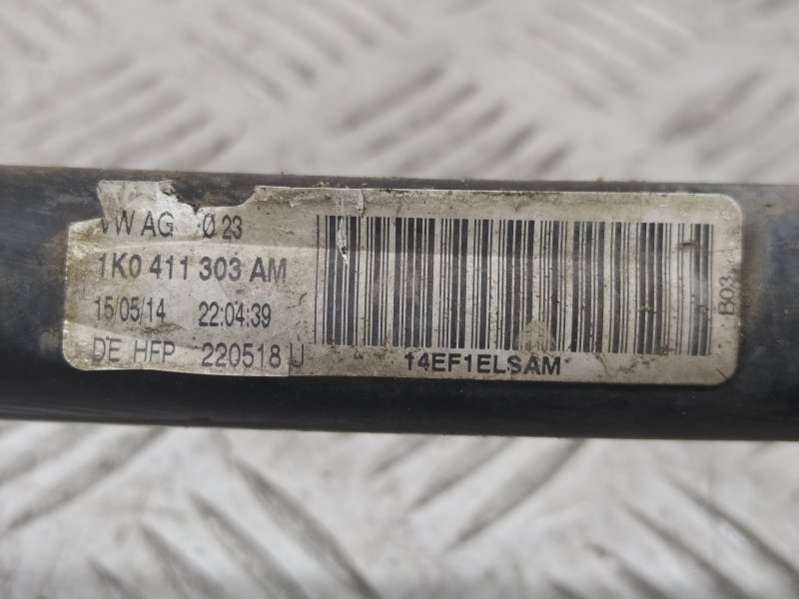 VW AG Ø 23
1K0 411 303 AM
15/05/14 22:04:39
DE HFP 220518 U
14EF1ELSAM
B03